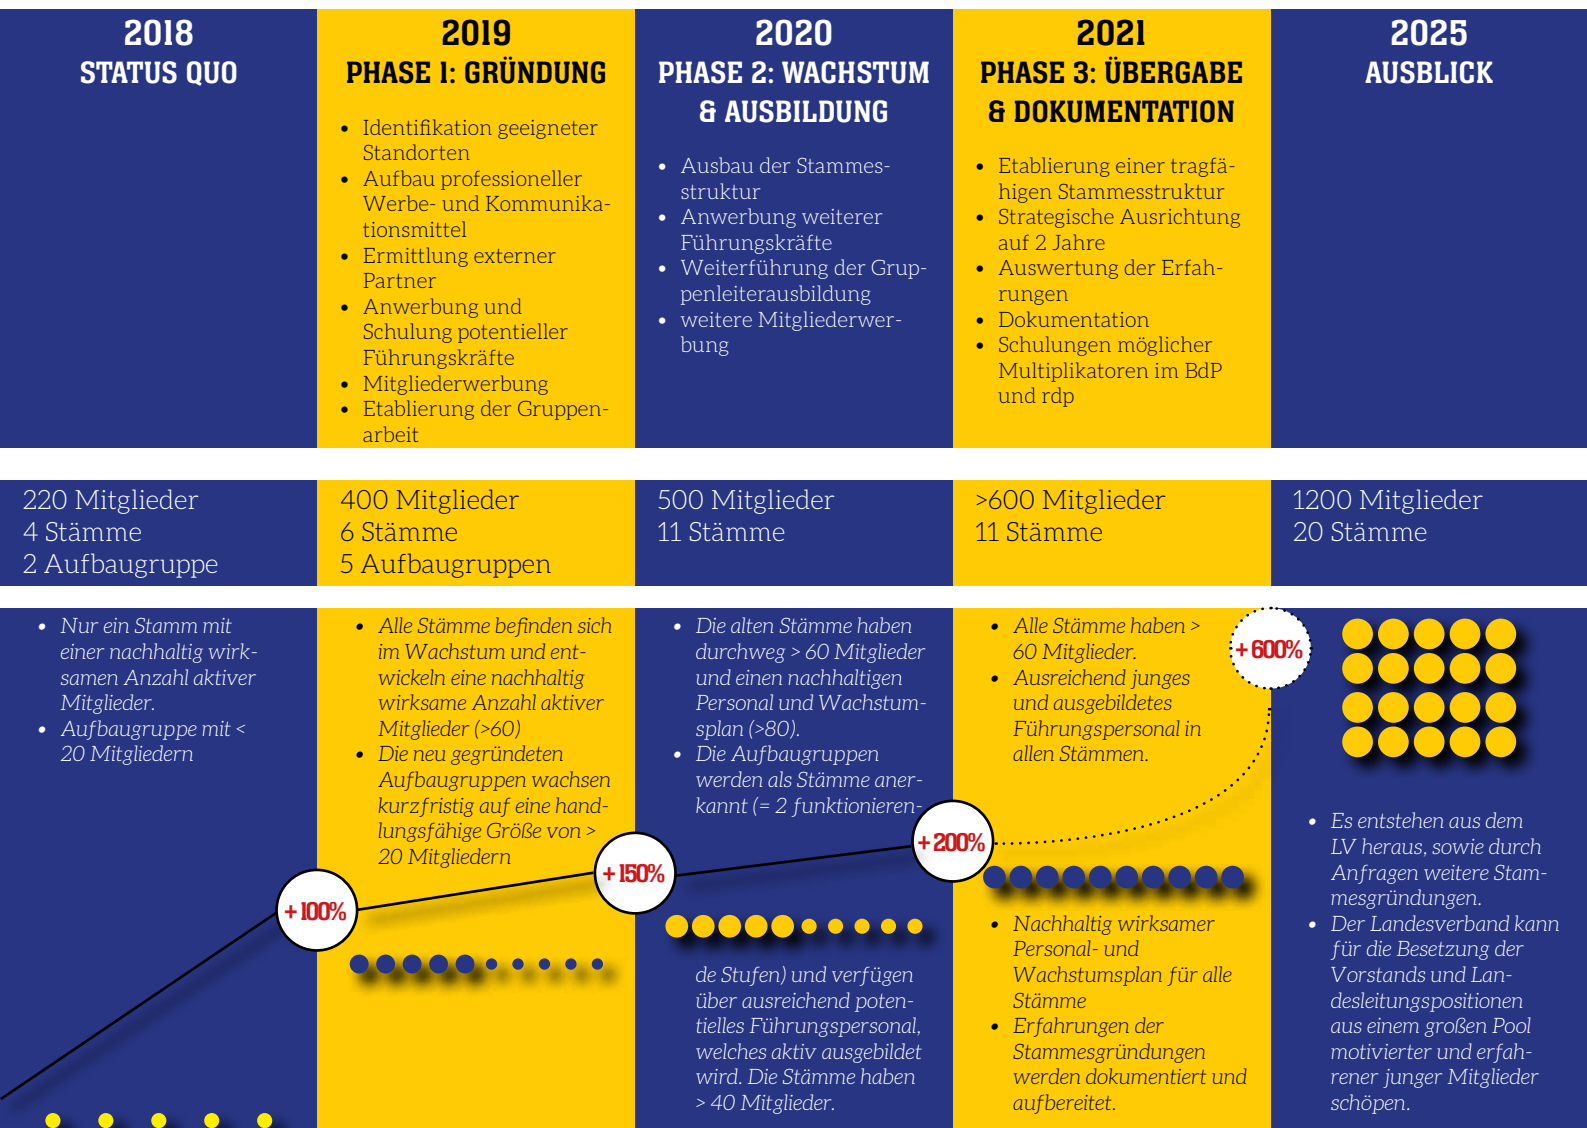 2018
STATUS QUO
2019
PHASE 1: GRÜNDUNG
• Identifikation geeigneter
Standorten
• Aufbau professioneller
Werbe- und Kommunika-
tionsmittel
• Ermittlung externer
Partner
• Anwerbung und
Schulung potentieller
Führungskräfte
• Mitgliederwerbung
• Etablierung der Gruppen-
arbeit
2020
PHASE 2: WACHSTUM
& AUSBILDUNG
• Ausbau der Stammes-
struktur
• Anwerbung weiterer
Führungskräfte
• Weiterführung der Grup-
penleiterausbildung
• weitere Mitgliederwer-
bung
2021
PHASE 3: ÜBERGABE
& DOKUMENTATION
• Etablierung einer tragfä-
higen Stammesstruktur
• Strategische Ausrichtung
auf 2 Jahre
• Auswertung der Erfah-
rungen
• Dokumentation
• Schulungen möglicher
Multiplikatoren im BdP
und rdp
2025
AUSBLICK
220 Mitglieder
4 Stämme
2 Aufbaugruppe
400 Mitglieder
6 Stämme
5 Aufbaugruppen
500 Mitglieder
11 Stämme
>600 Mitglieder
11 Stämme
1200 Mitglieder
20 Stämme
• Nur ein Stamm mit
einer nachhaltig wirk-
samen Anzahl aktiver
Mitglieder.
• Aufbaugruppe mit <
20 Mitgliedern
+ 100%
• Alle Stämme befinden sich
im Wachstum und ent-
wickeln eine nachhaltig
wirksame Anzahl aktiver
Mitglieder (>60)
• Die neu gegründeten
Aufbaugruppen wachsen
kurzfristig auf eine hand-
lungsfähige Größe von >
20 Mitgliedern
+ 150%
• Die alten Stämme haben
durchweg > 60 Mitglieder
und einen nachhaltigen
Personal und Wachstum-
splan (>80).
• Die Aufbaugruppen
werden als Stämme aner-
kannt (= 2 funktionieren-
de Stufen) und verfügen
über ausreichend poten-
tielles Führungspersonal,
welches aktiv ausgebildet
wird. Die Stämme haben
> 40 Mitglieder.
+ 200%
• Alle Stämme haben >
60 Mitglieder.
• Ausreichend junges
und ausgebildetes
Führungspersonal in
allen Stämmen.
• Nachhaltig wirksamer
Personal- und
Wachstumsplan für alle
Stämme
• Erfahrungen der
Stammesgründungen
werden dokumentiert und
aufbereitet.
+ 600%
• Es entstehen aus dem
LV heraus, sowie durch
Anfragen weitere Stam-
mesgründungen.
• Der Landesverband kann
für die Besetzung der
Vorstands und Lan-
desleitungspositionen
aus einem großen Pool
motivierter und erfah-
rener junger Mitglieder
schöpen.